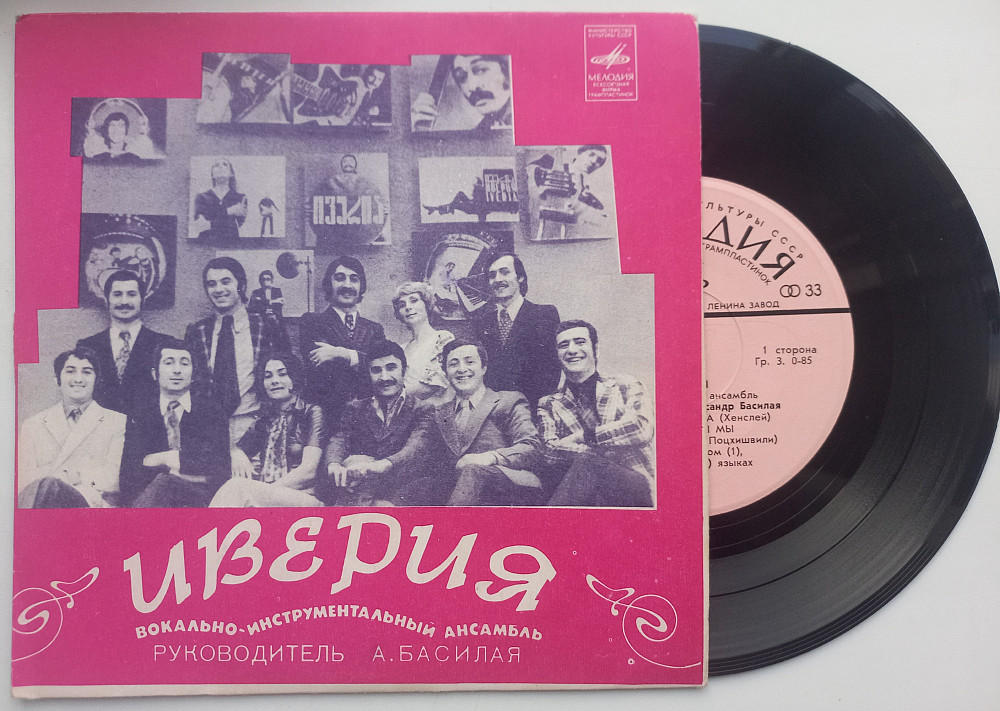 МИНИСТЕРСТВО
КУЛЬТУРЫ СССР
МЕЛОДИЯ
ВСЕСОЮЗНАЯ
ФИРМА
ГРАМПЛАСТИНОК
ИВЕРИЯ
ВОКАЛЬНО-ИНСТРУМЕНТАЛЬНЫЙ АНСАМБЛЬ
РУКОВОДИТЕЛЬ А. БАСИЛАЯ
ЛЬТУРЫ СССР
ДИЯ
ГРАМПЛАСТИНОК
33
ЛЕНИНА ЗАВОД
1 сторона
Гр. 3. 0-85
ансамбль
сандр Басилая
А (Хенслей)
І МЫ
Поцхишвили)
ом (1),
) языках